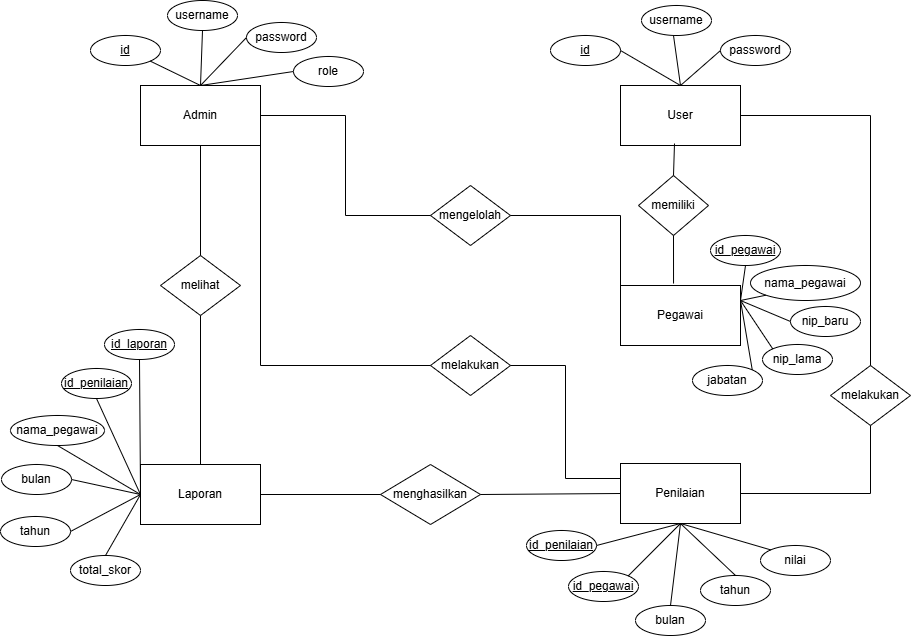 username
username
password
id
id
password
role
Admin
User
memiliki
mengelolah
id_pegawai
nama_pegawai
melihat
Pegawai
nip_baru
id_laporan
nip_lama
melakukan
jabatan
id_penilaian
melakukan
nama_pegawai
bulan
Laporan
menghasilkan
Penilaian
tahun
id_penilaian
nilai
total_skor
id_pegawai
tahun
bulan